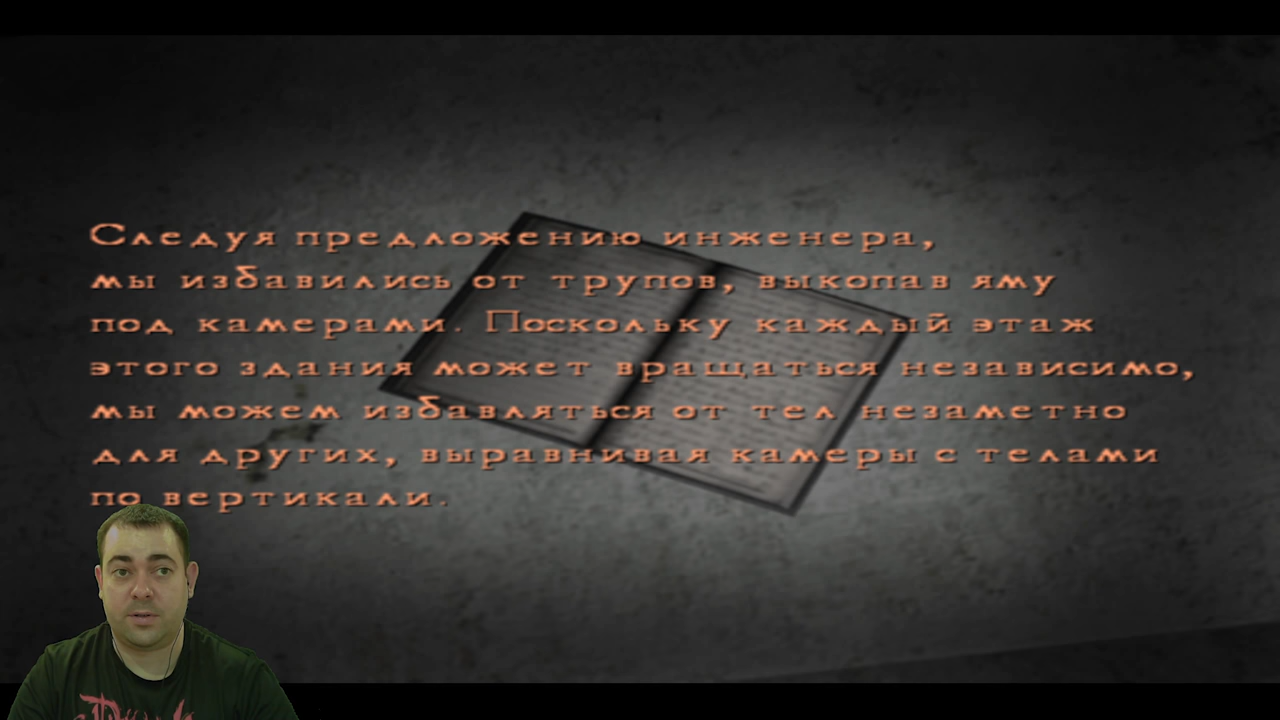 Следуя предложению инженера,
мы избавились от трупов, выкопав яму
под камерами. Поскольку каждый этаж
этого здания может вращаться независимо,
мы можем избавляться от тел незаметно
для других, выравнивая камеры с телами
по вертикали.